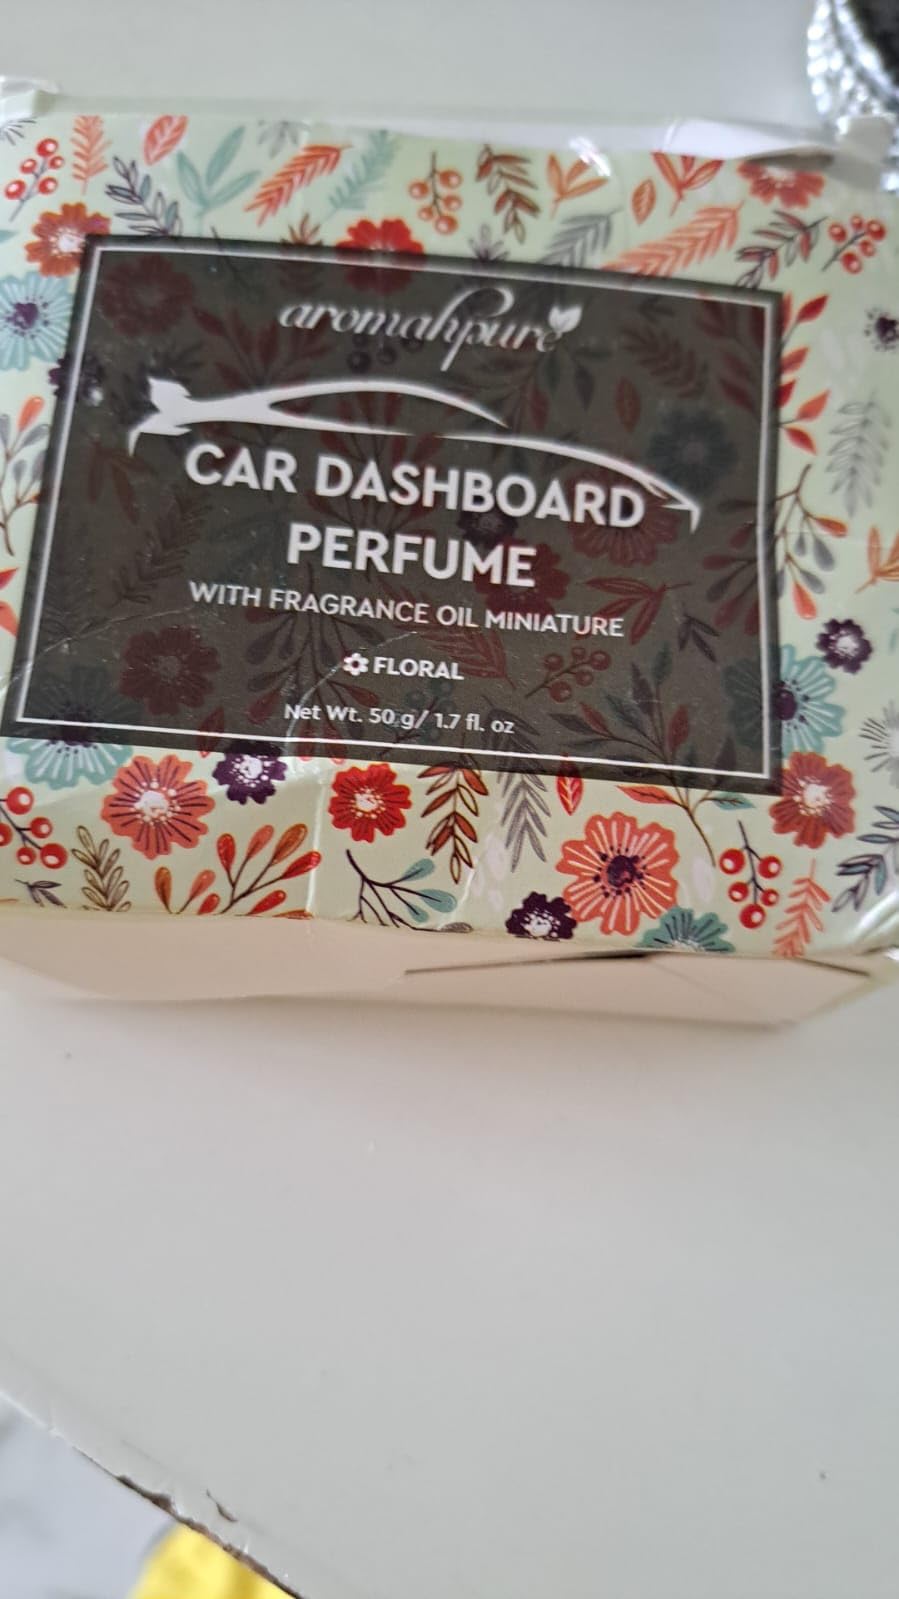 aromahpure
CAR DASHBOARD
PERFUME
WITH FRAGRANCE OIL MINIATURE
FLORAL
Net Wt. 50 g/ 1.7 fl. oz